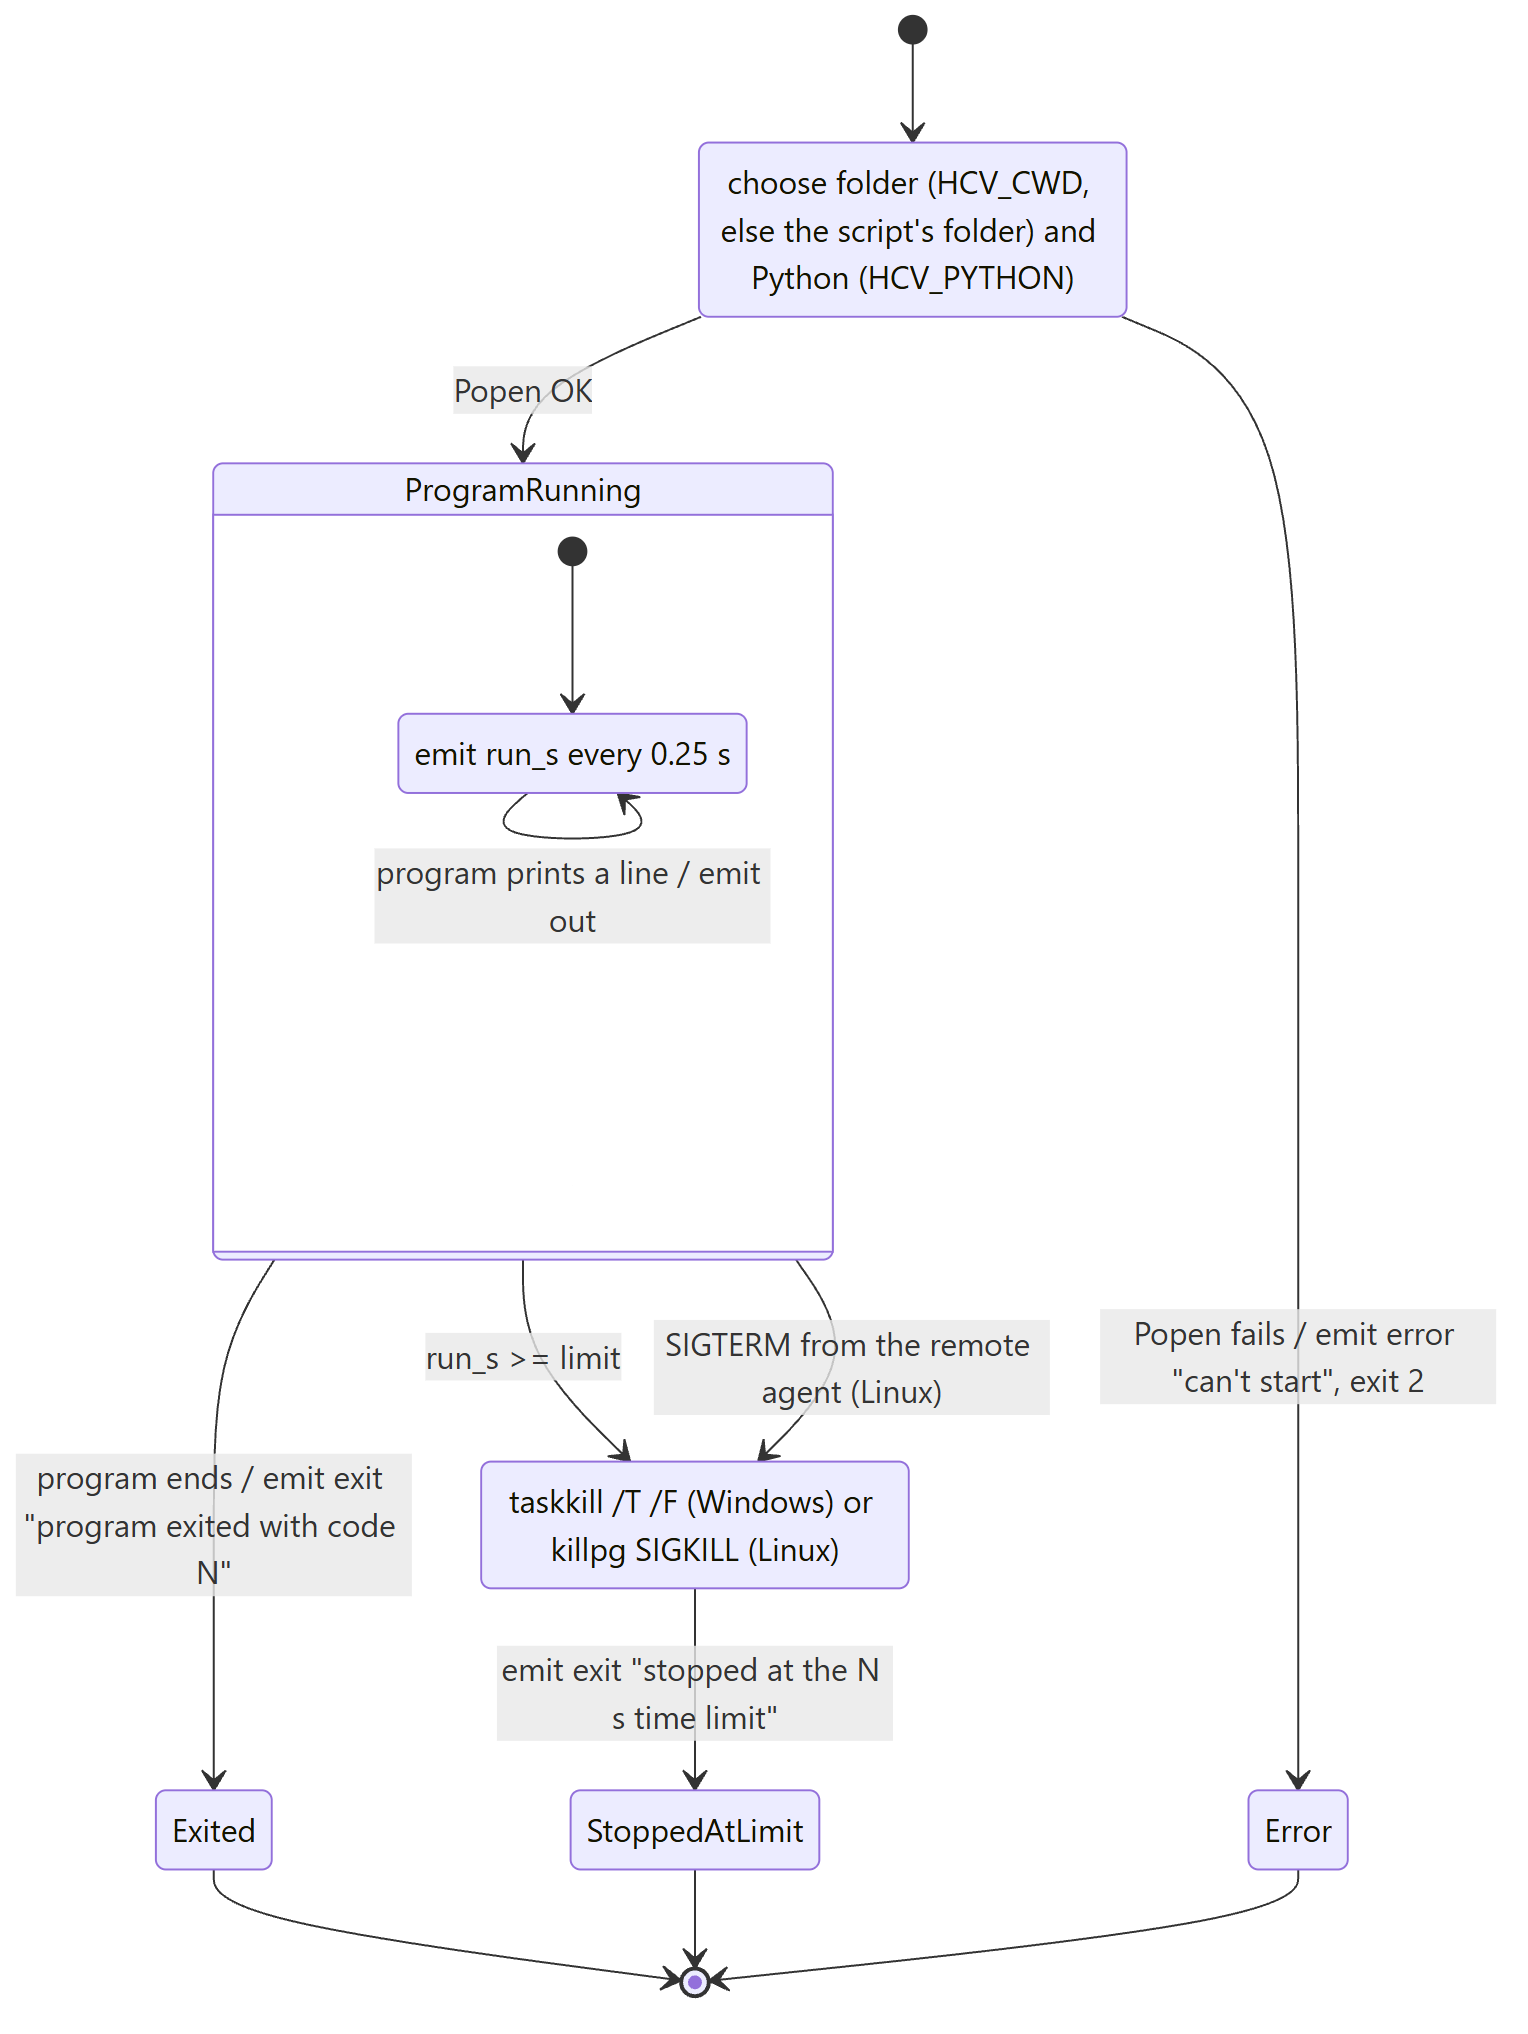 choose folder (HCV_CWD,
else the script's folder) and
Python (HCV_PYTHON)
Popen OK
ProgramRunning
emit run_s every 0.25 s
program prints a line / emit
out
run_s >= limit
SIGTERM from the remote
agent (Linux)
Popen fails / emit error
"can't start", exit 2
program ends / emit exit
"program exited with code
N"
taskkill /T /F (Windows) or
killpg SIGKILL (Linux)
emit exit "stopped at the N
s time limit"
Exited
StoppedAtLimit
Error